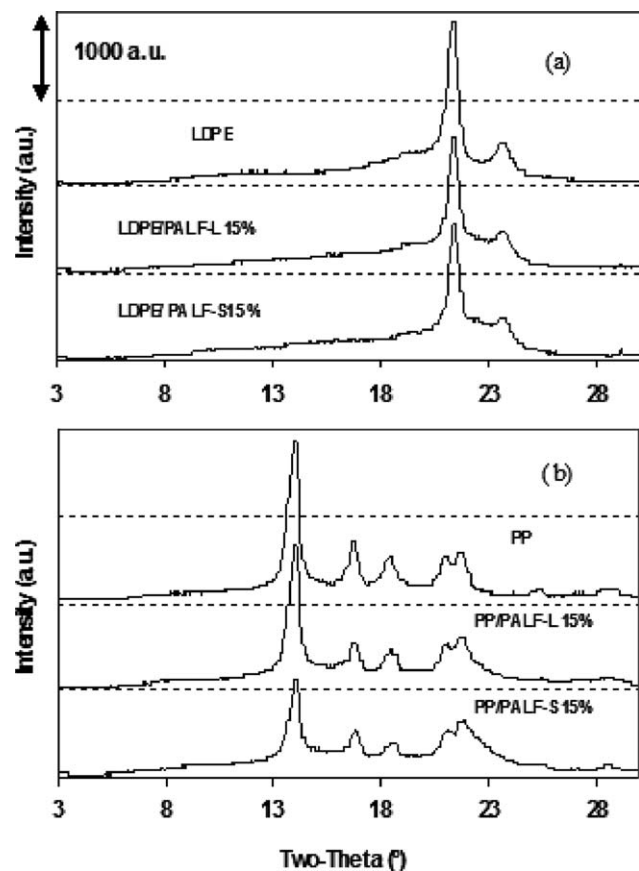 1000 a.u.
(a)
LDPE
LDPE/PALF-L 15%
LDPE/ PALF-S15%
Intensity (a.u.)
3 8 13 18 23 28
(b)
PP
PP/PALF-L 15%
PP/PALF-S15%
Intensity (a.u.)
3 8 13 18 23 28
Two-Theta (º)